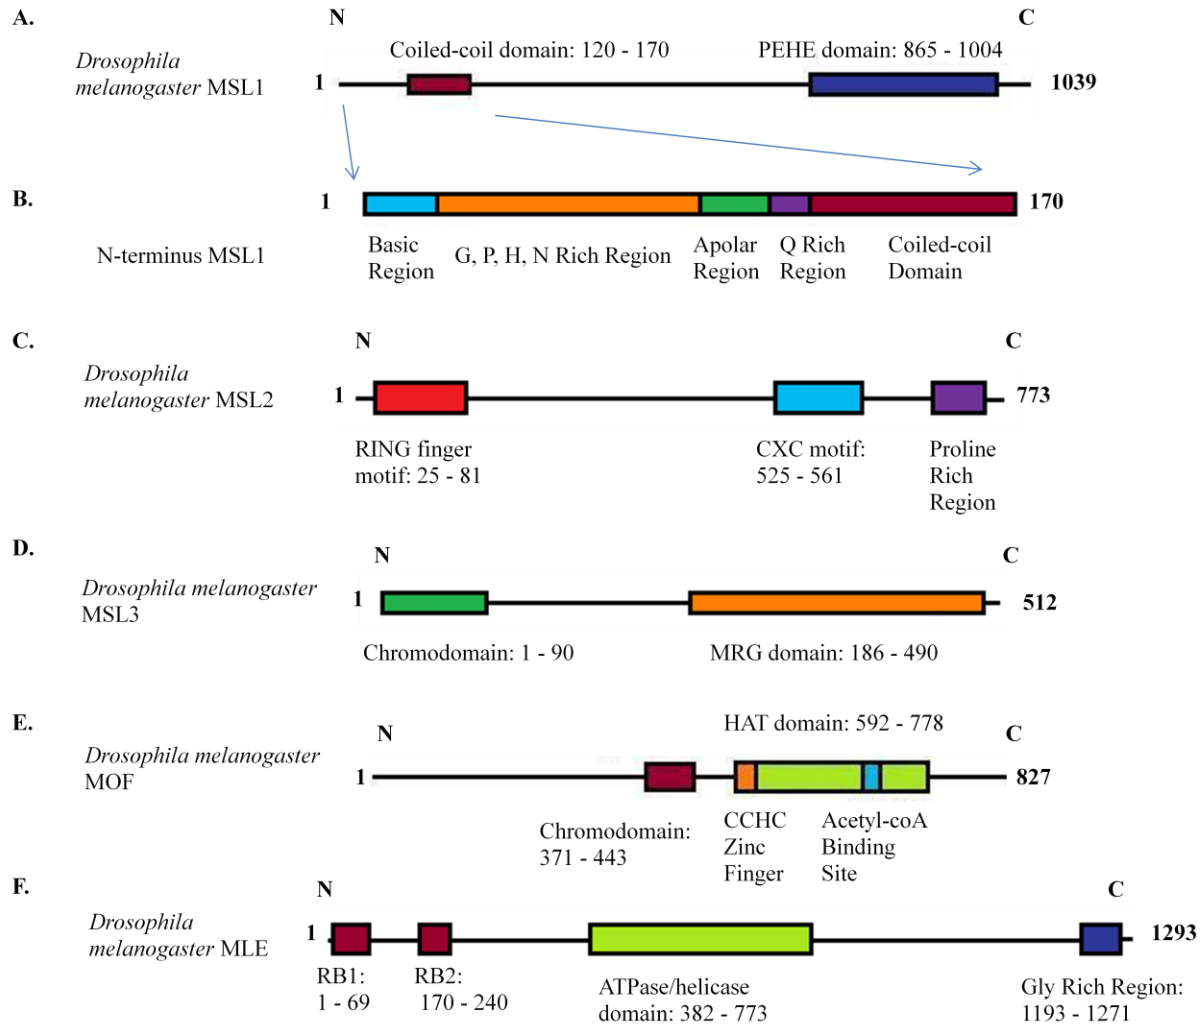 A.
N
C
Drosophila
melanogaster MSL1
Coiled-coil domain: 120 - 170
PEHE domain: 865 - 1004
1
1039
B.
1
170
N-terminus MSL1
Basic
Region
G, P, H, N Rich Region
Apolar
Region
Q Rich
Region
Coiled-coil
Domain
C.
N
C
Drosophila
melanogaster MSL2
1
773
RING finger
motif: 25 - 81
CXC motif:
525 - 561
Proline
Rich
Region
D.
N
C
Drosophila melanogaster
MSL3
1
512
Chromodomain: 1 - 90
MRG domain: 186 - 490
E.
N
HAT domain: 592 - 778
C
Drosophila melanogaster
MOF
1
827
Chromodomain:
371 - 443
CCHC
Zinc
Finger
Acetyl-coA
Binding
Site
F.
N
C
Drosophila
melanogaster MLE
1
1293
RB1:
1 - 69
RB2:
170 - 240
ATPase/helicase
domain: 382 - 773
Gly Rich Region:
1193 - 1271